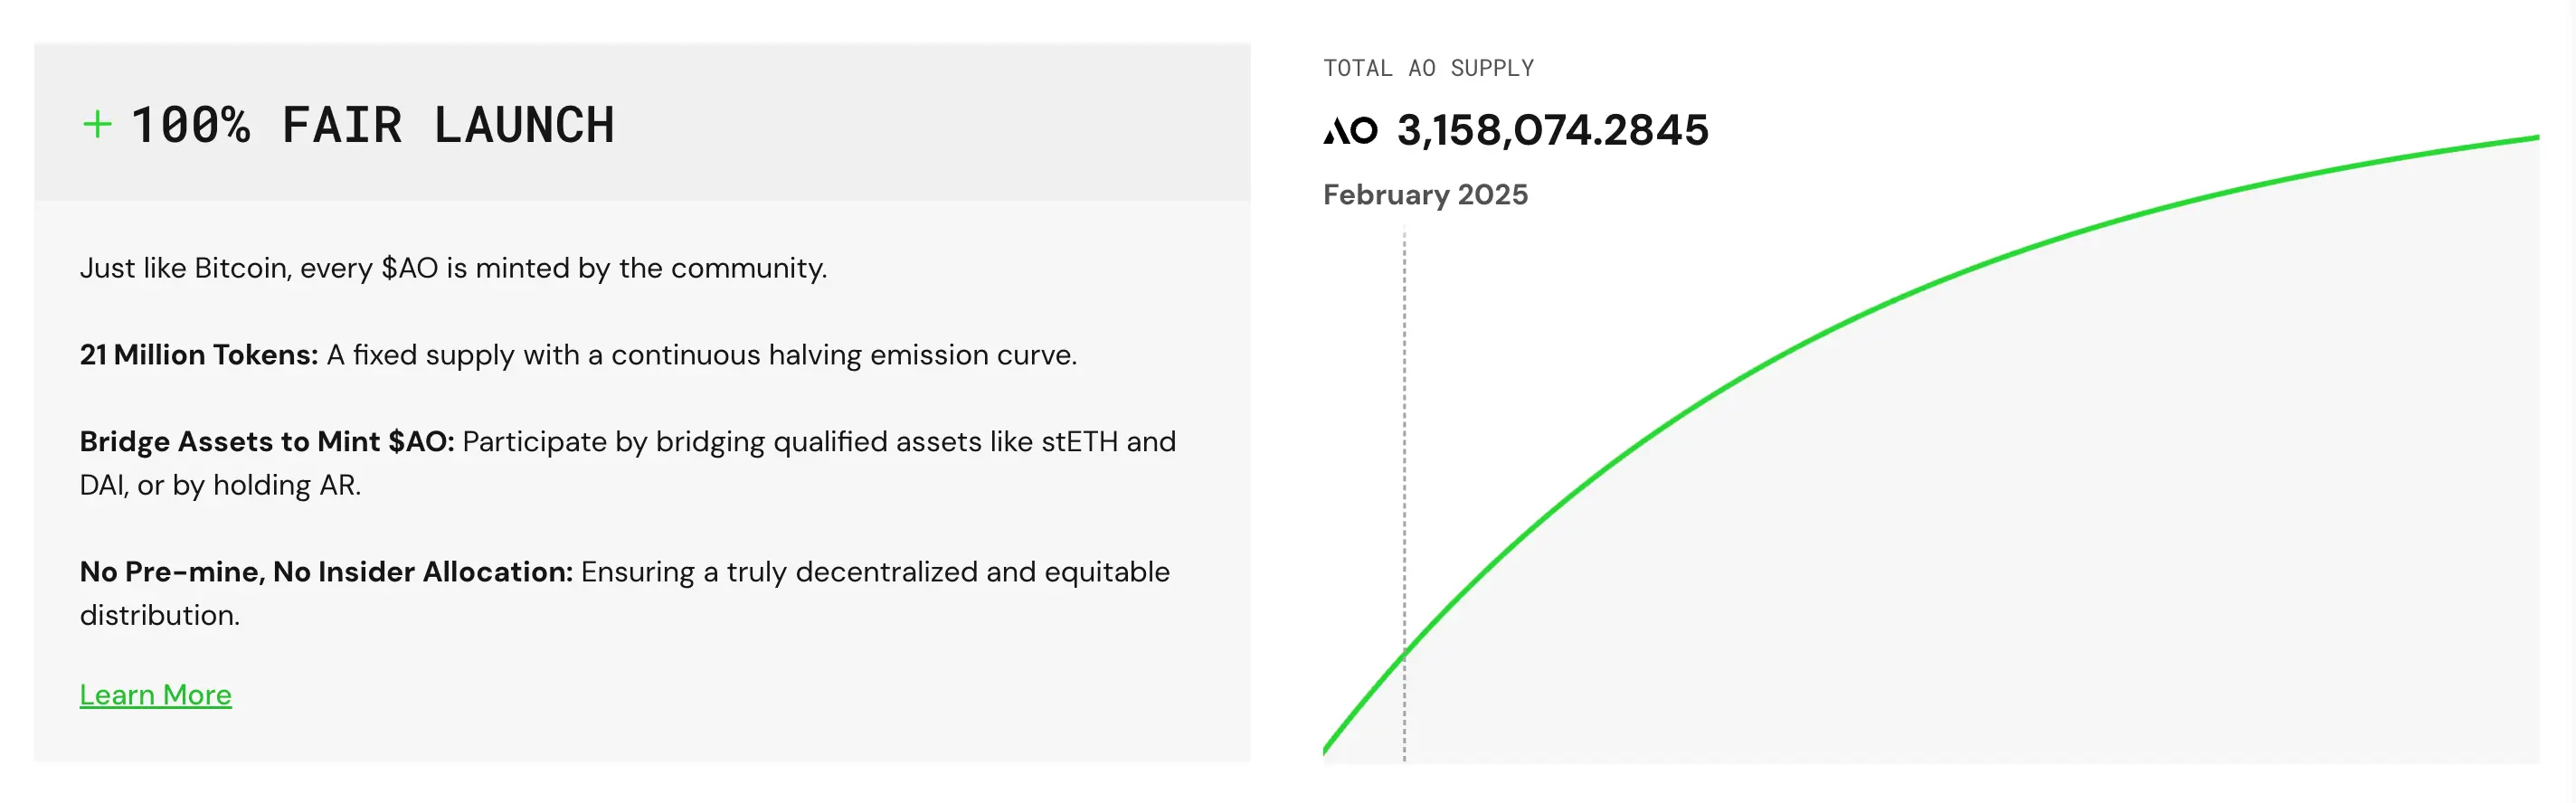 + 100% FAIR LAUNCH
Just like Bitcoin, every $AO is minted by the community.
21 Million Tokens: A fixed supply with a continuous halving emission curve.
Bridge Assets to Mint $AO: Participate by bridging qualified assets like stETH and
DAI, or by holding AR.
No Pre-mine, No Insider Allocation: Ensuring a truly decentralized and equitable
distribution.
Learn More
TOTAL AO SUPPLY
AO 3,158,074.2845
February 2025